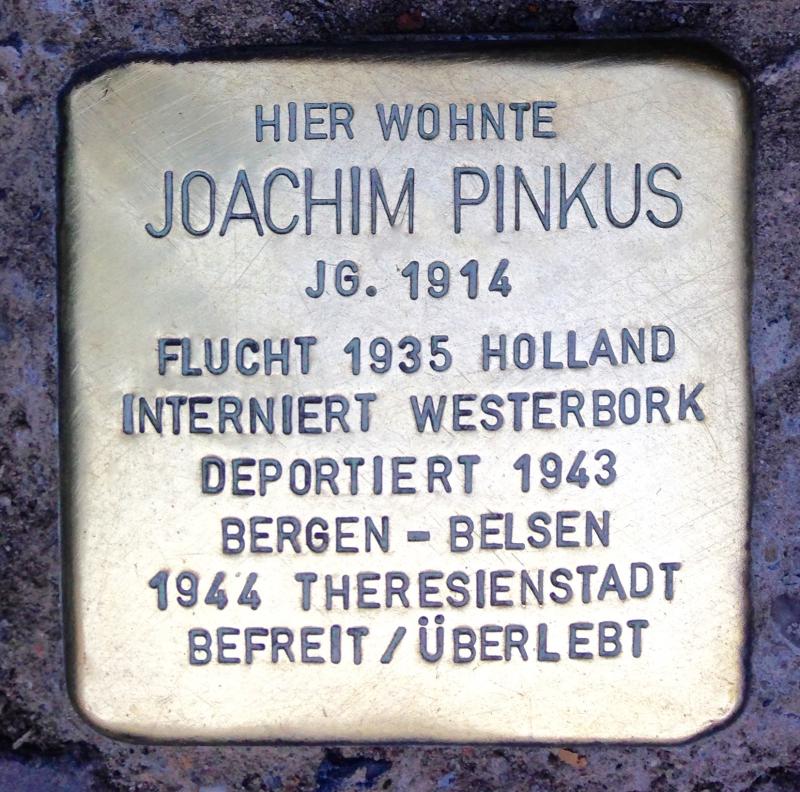 HIER WOHNTE
JOACHIM PINKUS
JG. 1914
FLUCHT 1935 HOLLAND
INTERNIERT WESTERBORK
DEPORTIERT 1943
BERGEN - BELSEN
1944 THERESIENSTADT
BEFREIT / ÜBERLEBT